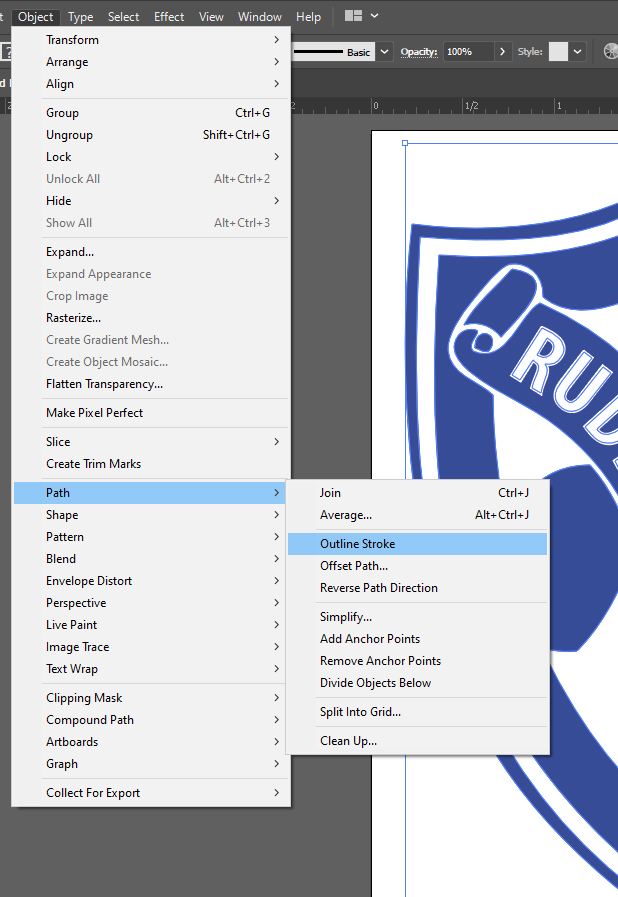 Object Type Select Effect View Window Help
Basic Opacity: 100% Style:
0 1/2 1
Transform
Arrange
Align
Group Ctrl+G
Ungroup Shift+Ctrl+G
Lock
Unlock All Alt+Ctrl+2
Hide
Show All Alt+Ctrl+3
Expand...
Expand Appearance
Crop Image
Rasterize...
Create Gradient Mesh...
Create Object Mosaic...
Flatten Transparency...
Make Pixel Perfect
Slice
Create Trim Marks
Path
Shape
Pattern
Blend
Envelope Distort
Perspective
Live Paint
Image Trace
Text Wrap
Clipping Mask
Compound Path
Artboards
Graph
Collect For Export
Join Ctrl+J
Average... Alt+Ctrl+J
Outline Stroke
Offset Path...
Reverse Path Direction
Simplify...
Add Anchor Points
Remove Anchor Points
Divide Objects Below
Split Into Grid...
Clean Up...
RUD